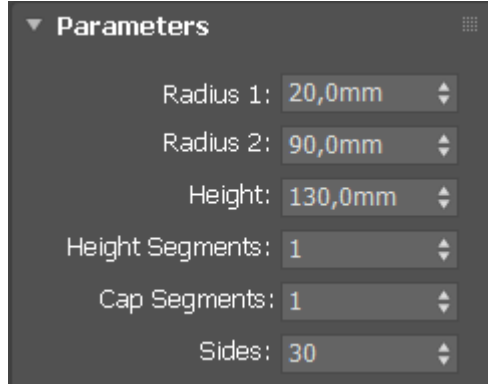 Parameters
Radius 1: 20,0mm
Radius 2: 90,0mm
Height: 130,0mm
Height Segments: 1
Cap Segments: 1
Sides: 30